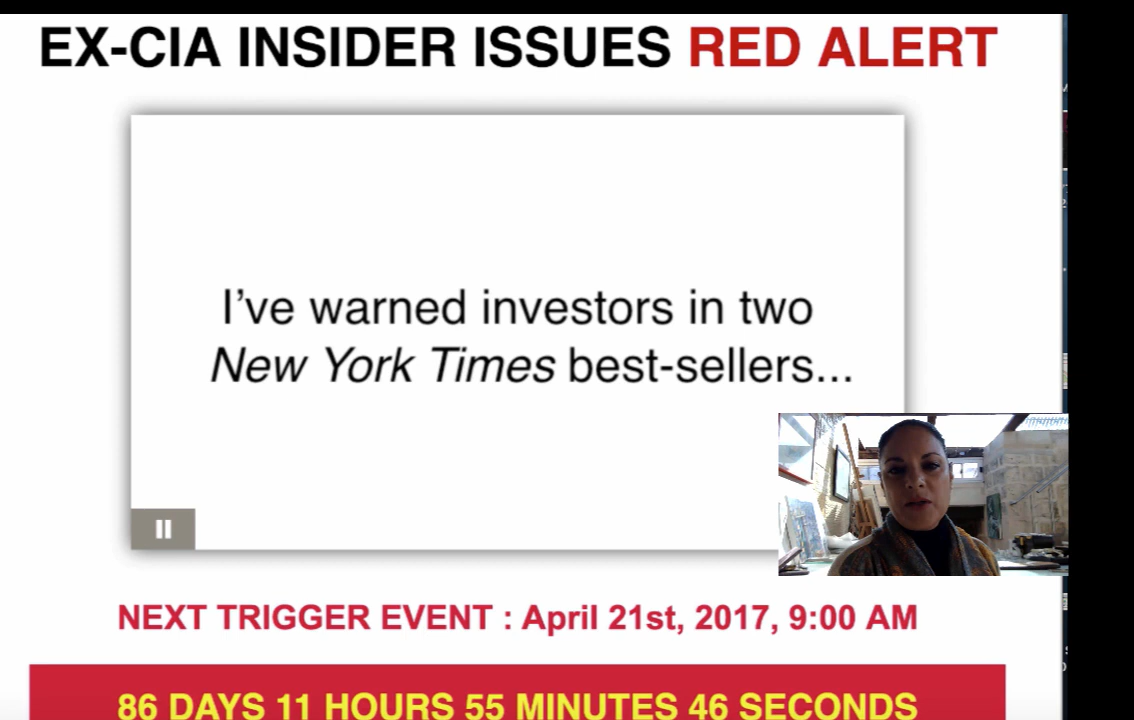 EX-CIA INSIDER ISSUES RED ALERT
I've warned investors in two
New York Times best-sellers...
NEXT TRIGGER EVENT : April 21st, 2017, 9:00 AM
86 DAYS 11 HOURS 55 MINUTES 46 SECONDS